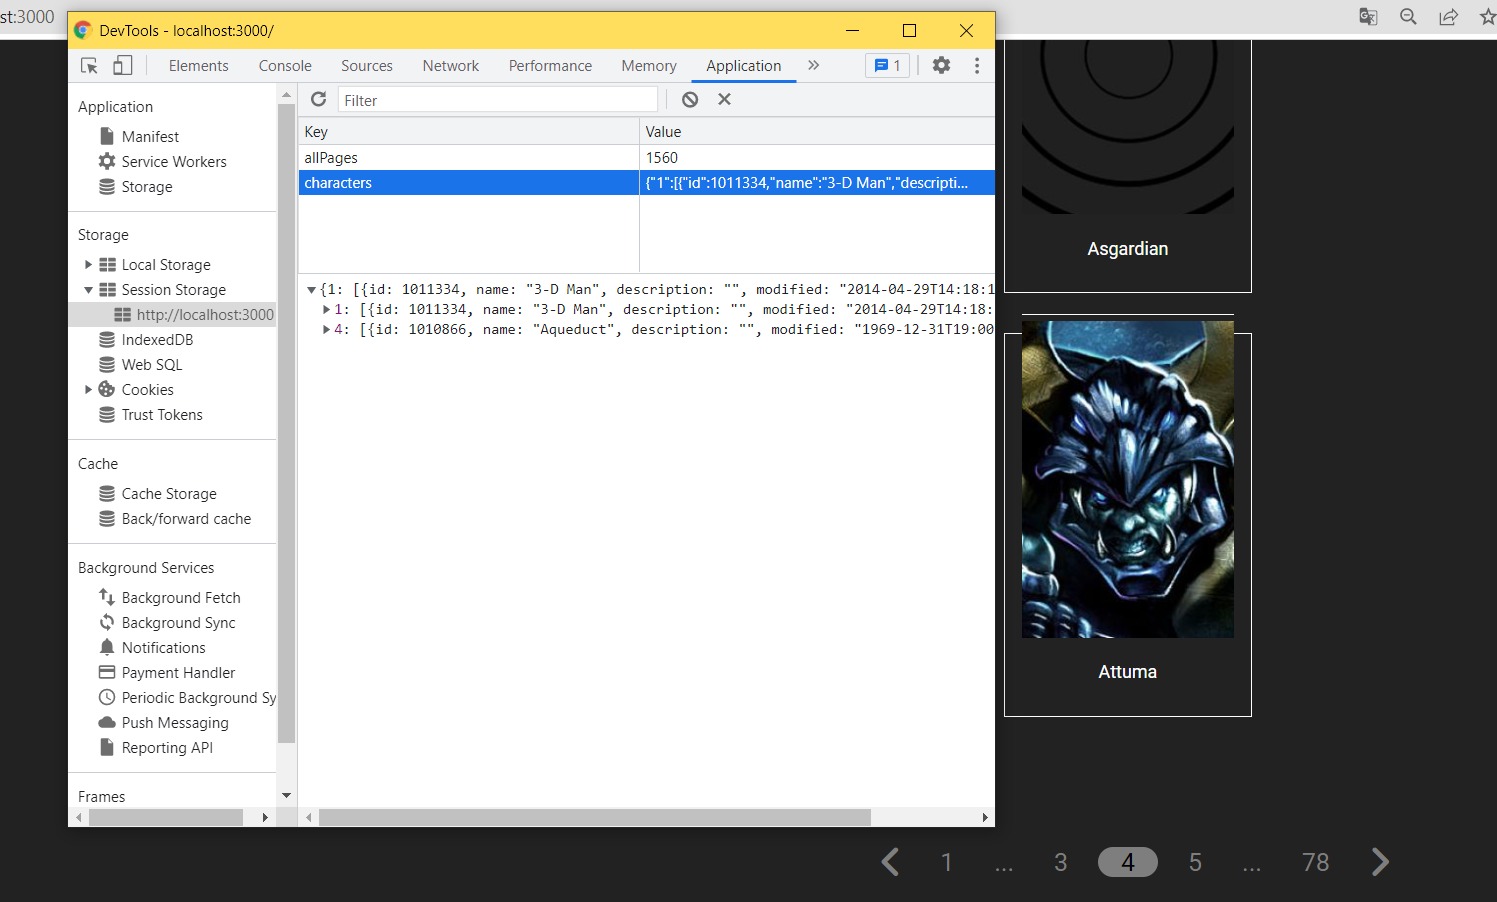 st:3000
DevTools - localhost:3000/
Elements Console Sources Network Performance Memory Application 1
Filter
Application
Manifest
Service Workers
Storage
Storage
Local Storage
Session Storage
http://localhost:3000
IndexedDB
Web SQL
Cookies
Trust Tokens
Cache
Cache Storage
Back/forward cache
Background Services
Background Fetch
Background Sync
Notifications
Payment Handler
Periodic Background Sy
Push Messaging
Reporting API
Frames
Key Value
allPages 1560
characters {"1":[{"id":1011334,"name":"3-D Man","descripti...
{1: [{id: 1011334, name: "3-D Man", description: "", modified: "2014-04-29T14:18:1
1: [{id: 1011334, name: "3-D Man", description: "", modified: "2014-04-29T14:18:
4: [{id: 1010866, name: "Aqueduct", description: "", modified: "1969-12-31T19:00
Asgardian
Attuma
1 ... 3 4 5 ... 78